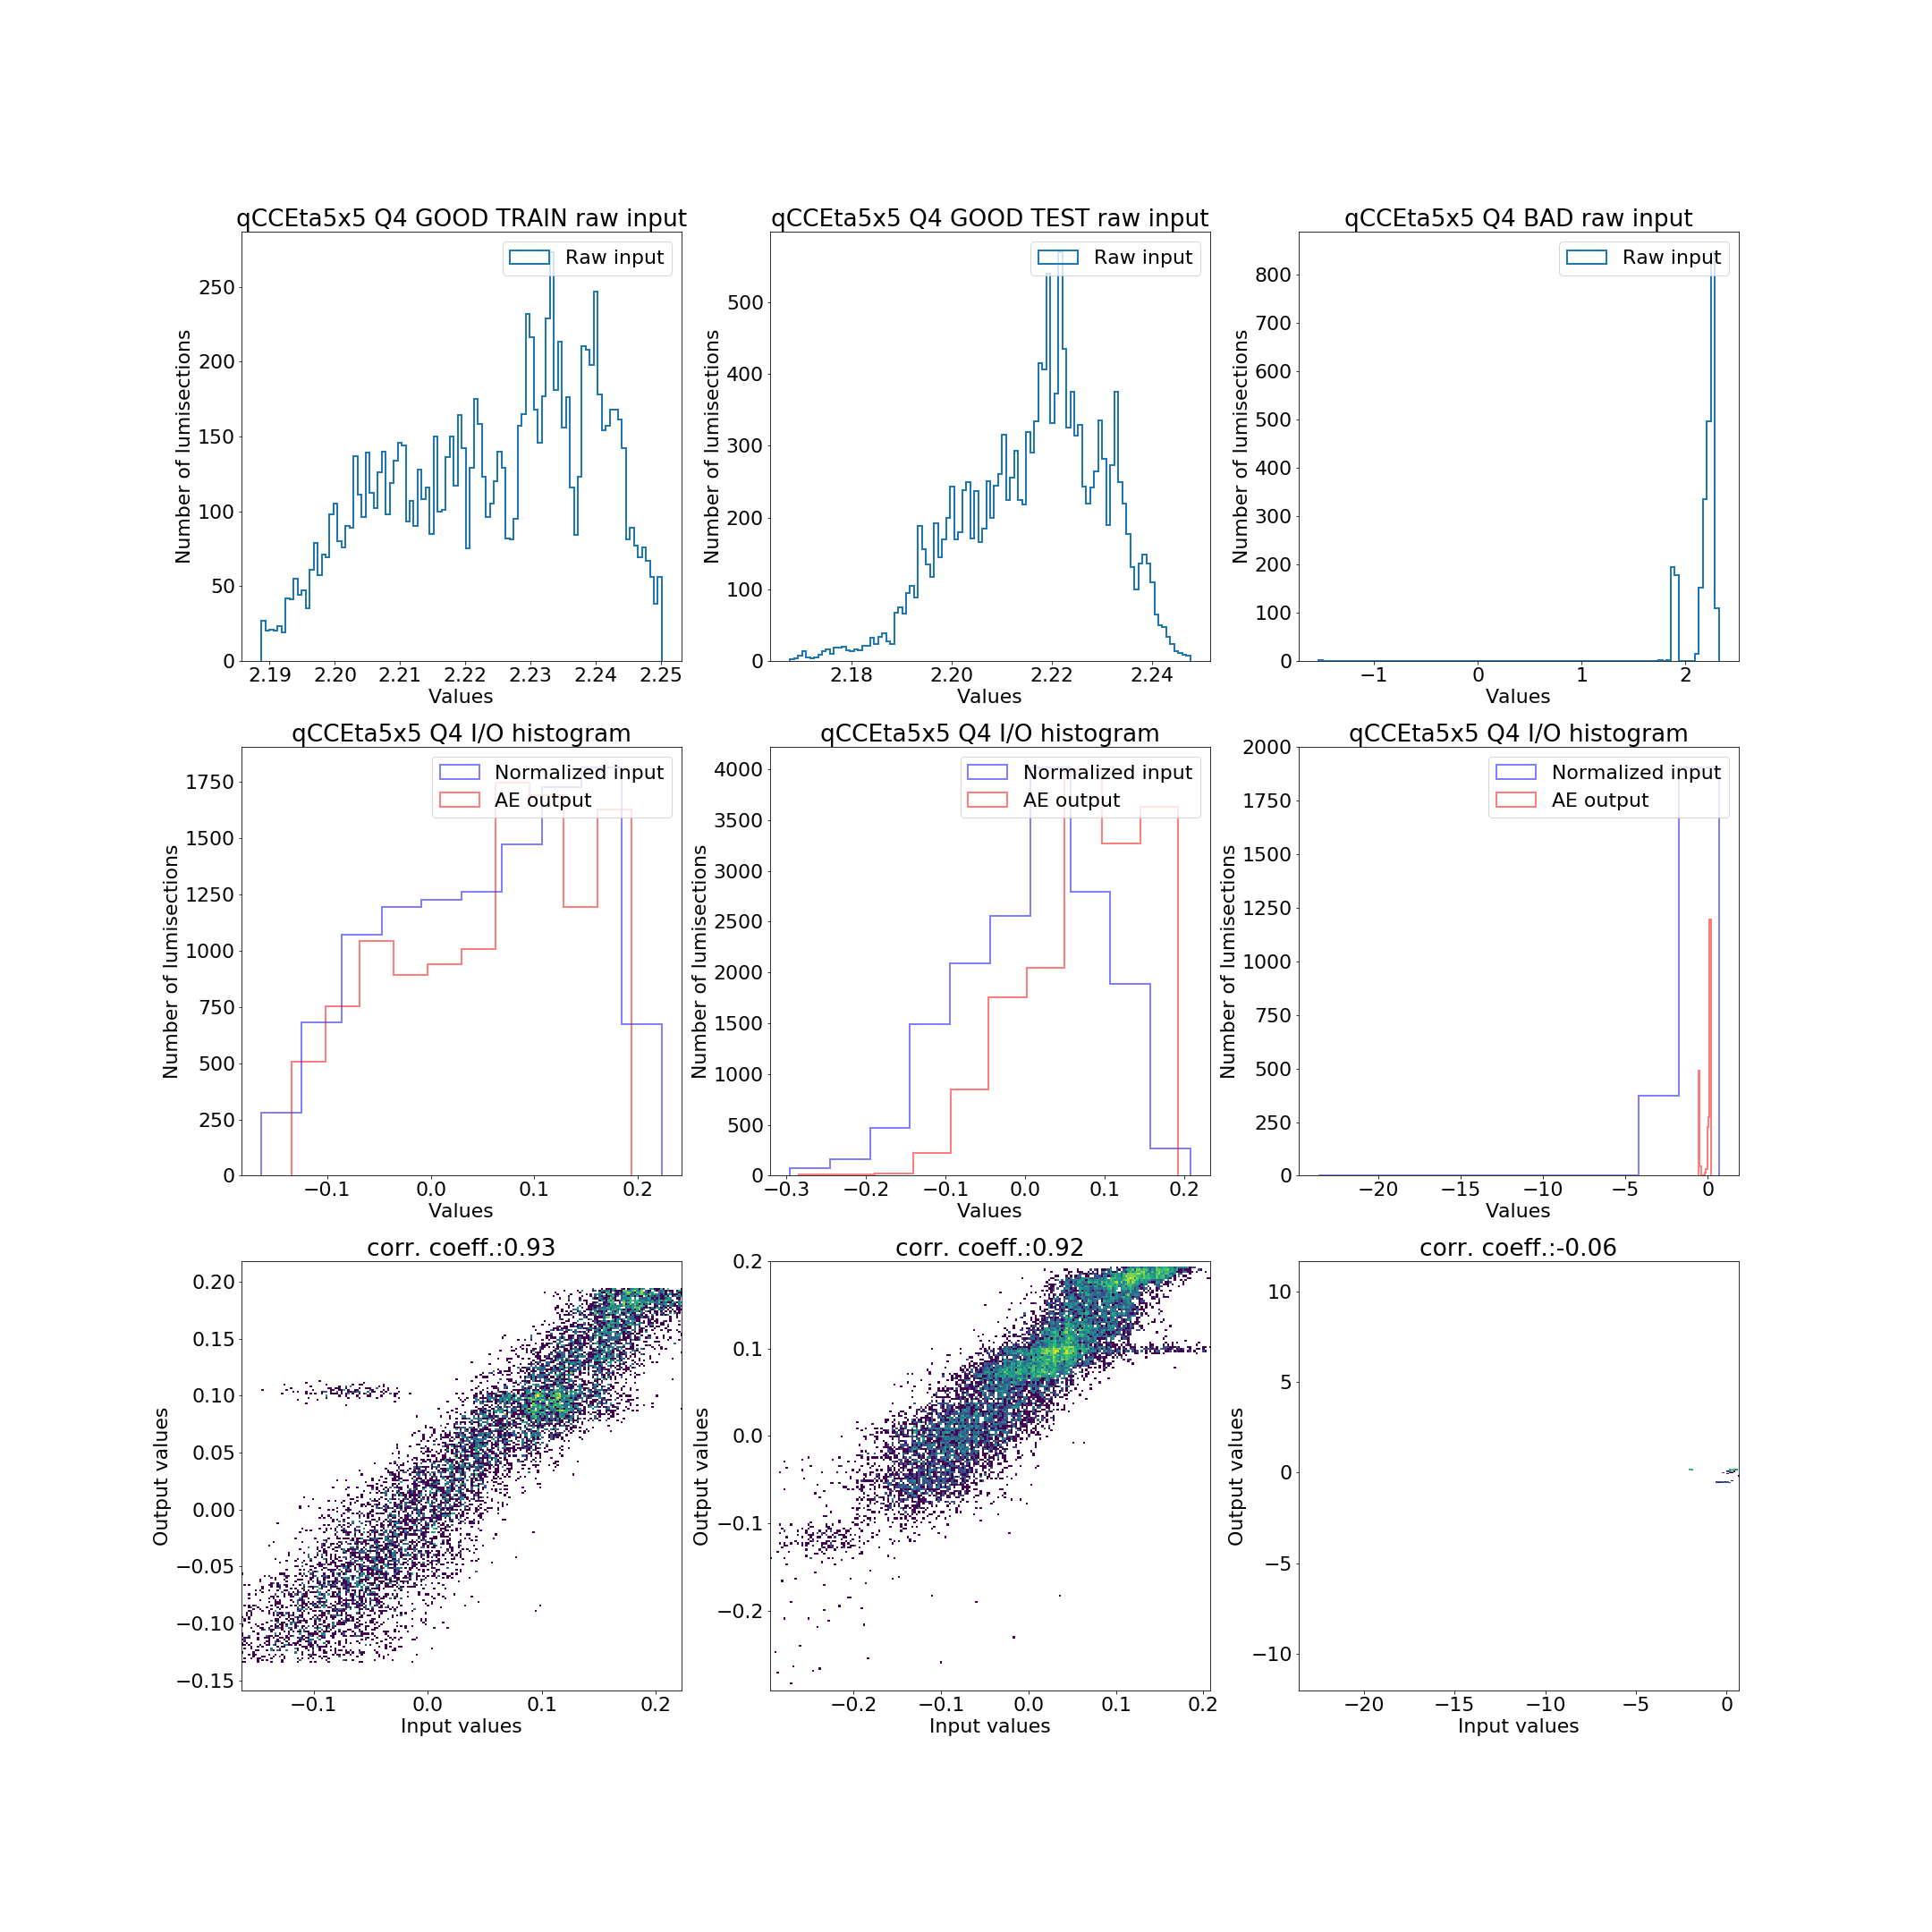 qCCEta5x5 Q4 GOOD TRAIN raw input
Raw input
250
200
150
100
50
0
Number of lumisections
2.19 2.20 2.21 2.22 2.23 2.24 2.25
Values
qCCEta5x5 Q4 GOOD TEST raw input
Raw input
500
400
300
200
100
0
Number of lumisections
2.18 2.20 2.22 2.24
Values
qCCEta5x5 Q4 BAD raw input
Raw input
800
700
600
500
400
300
200
100
0
Number of lumisections
−1 0 1 2
Values
qCCEta5x5 Q4 I/O histogram
Normalized input
AE output
1750
1500
1250
1000
750
500
250
0
Number of lumisections
−0.1 0.0 0.1 0.2
Values
qCCEta5x5 Q4 I/O histogram
Normalized input
AE output
4000
3500
3000
2500
2000
1500
1000
500
0
Number of lumisections
−0.3 −0.2 −0.1 0.0 0.1 0.2
Values
qCCEta5x5 Q4 I/O histogram
Normalized input
AE output
2000
1750
1500
1250
1000
750
500
250
0
Number of lumisections
−20 −15 −10 −5 0
Values
corr. coeff.:0.93
0.20
0.15
0.10
0.05
0.00
−0.05
−0.10
−0.15
Output values
−0.1 0.0 0.1 0.2
Input values
corr. coeff.:0.92
0.2
0.1
0.0
−0.1
−0.2
Output values
−0.2 −0.1 0.0 0.1 0.2
Input values
corr. coeff.:-0.06
10
5
0
−5
−10
Output values
−20 −15 −10 −5 0
Input values